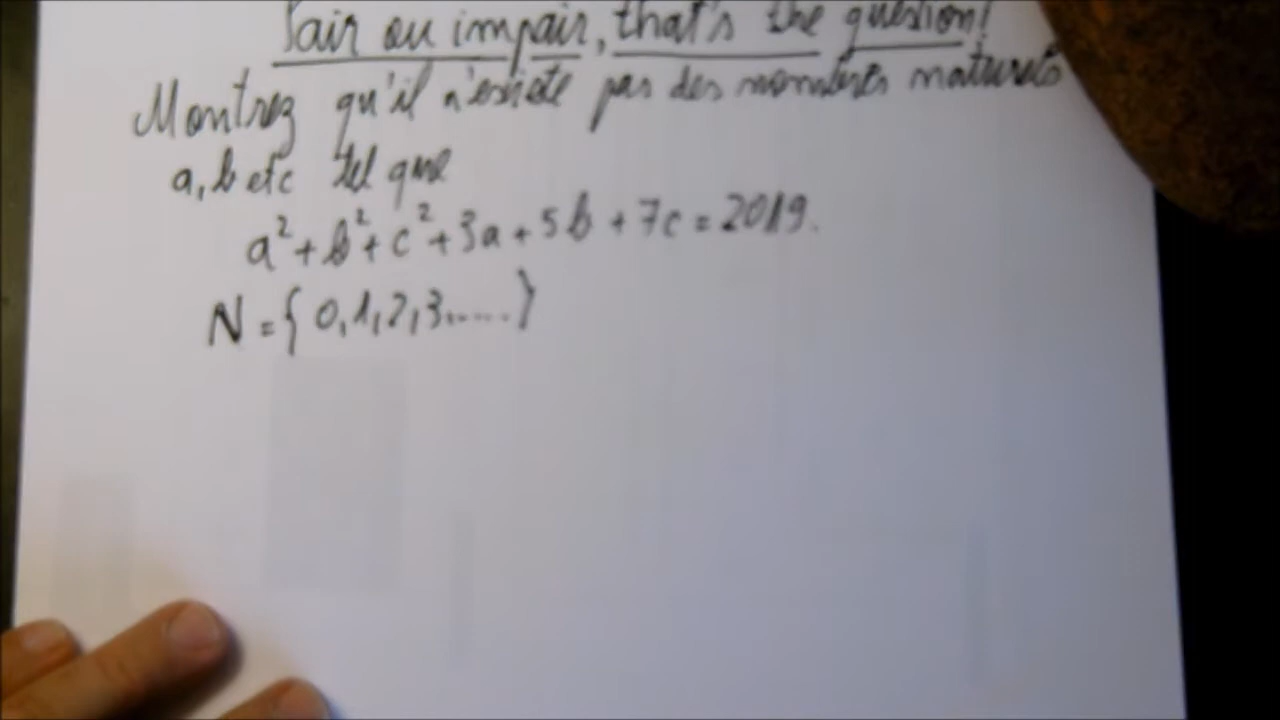 Pair ou impair, that's the question!
Montrez qu'il n'existe pas des nombres naturels
a, b et c tel que
a² + b² + c² + 3a + 5b + 7c = 2019.
N = { 0, 1, 2, 3, ..... }